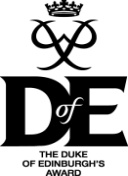 DofE
THE DUKE
OF EDINBURGH'S
AWARD